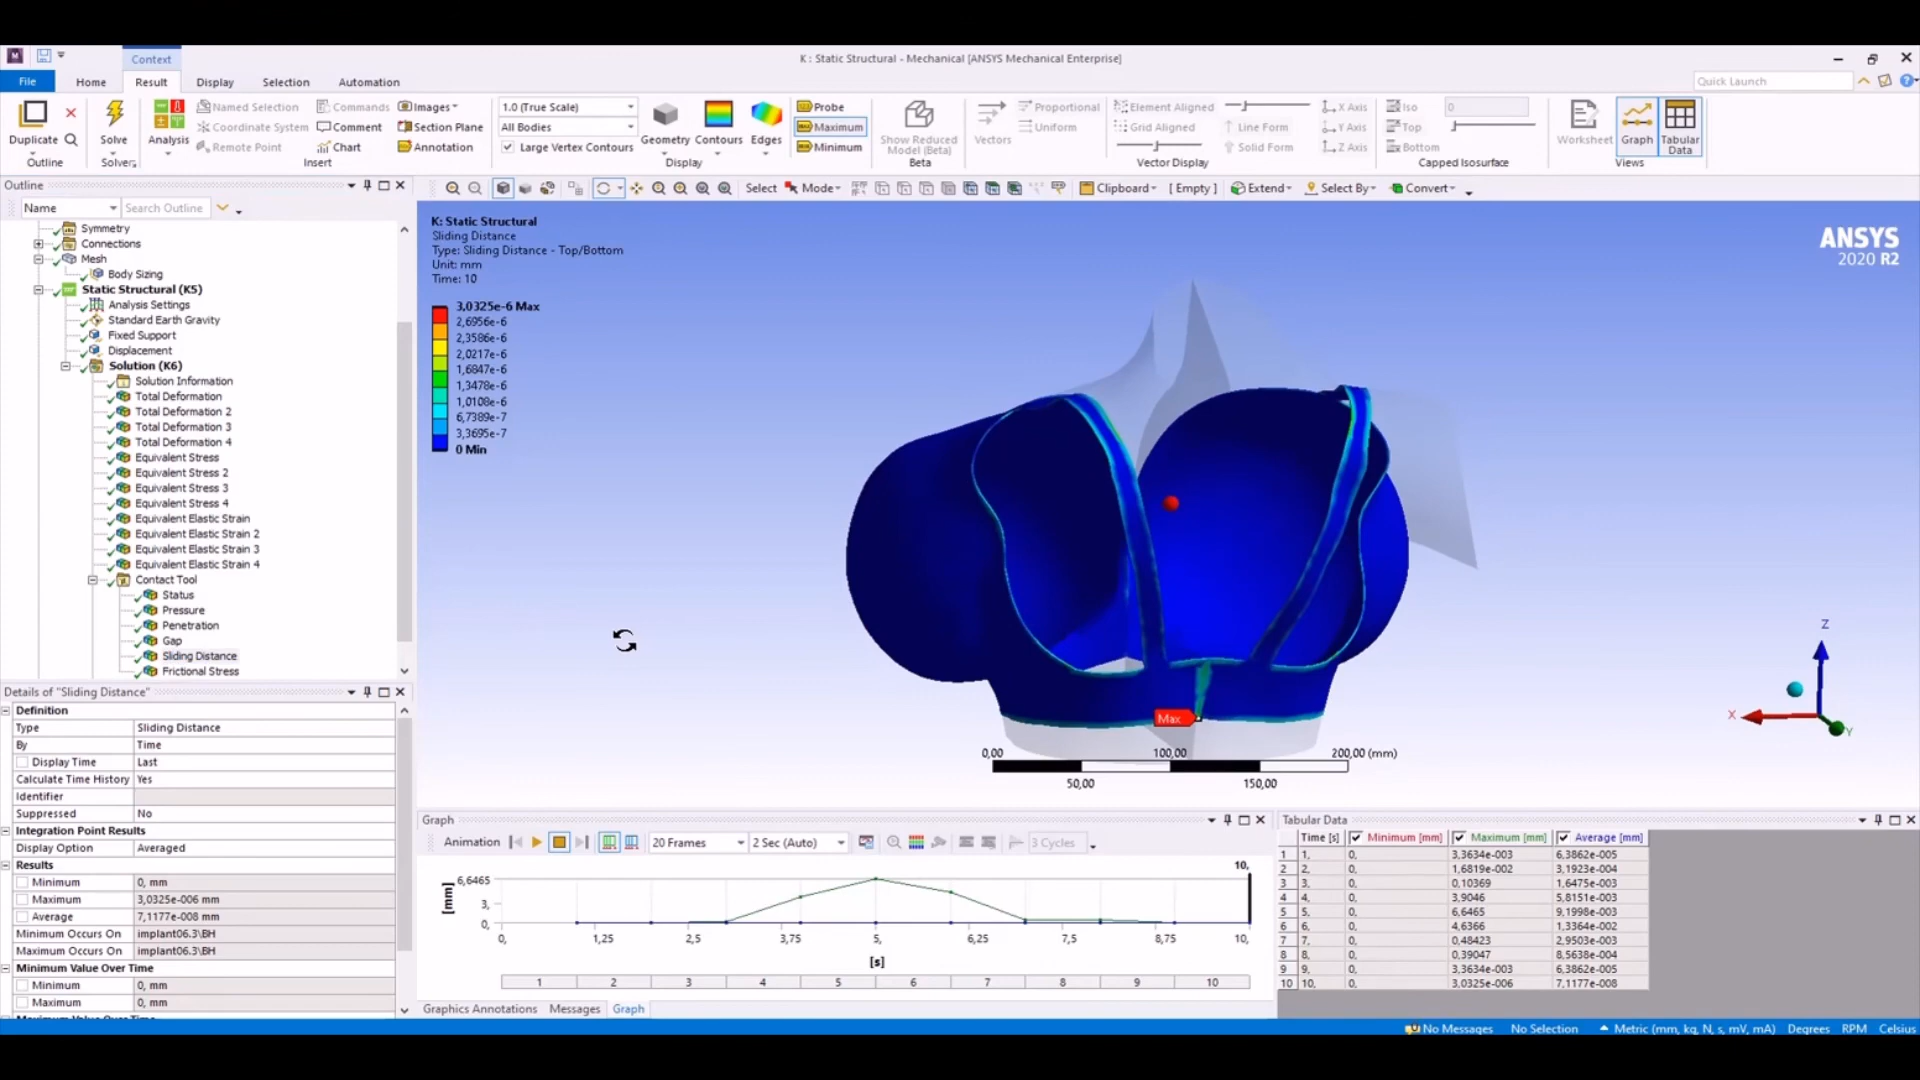 Context
K : Static Structural - Mechanical [ANSYS Mechanical Enterprise]
File Home Result Display Selection Automation
Quick Launch
Duplicate
Outline
Solve
Solver
Analysis
Named Selection
Coordinate System
Remote Point
Commands
Comment
Chart
Images
Section Plane
Annotation
Insert
1.0 (True Scale)
All Bodies
Large Vertex Contours
Geometry
Contours
Edges
Display
Probe
Maximum
Minimum
Show Reduced
Model (Beta)
Beta
Vectors
Proportional
Uniform
Element Aligned
Grid Aligned
Line Form
Solid Form
X Axis
Y Axis
Z Axis
Vector Display
Iso
0
Top
Bottom
Capped Isosurface
Worksheet
Graph
Tabular
Data
Views
Select Mode Clipboard [ Empty ] Extend Select By Convert
Outline
Name Search Outline
Symmetry
Connections
Mesh
Body Sizing
Static Structural (K5)
Analysis Settings
Standard Earth Gravity
Fixed Support
Displacement
Solution (K6)
Solution Information
Total Deformation
Total Deformation 2
Total Deformation 3
Total Deformation 4
Equivalent Stress
Equivalent Stress 2
Equivalent Stress 3
Equivalent Stress 4
Equivalent Elastic Strain
Equivalent Elastic Strain 2
Equivalent Elastic Strain 3
Equivalent Elastic Strain 4
Contact Tool
Status
Pressure
Penetration
Gap
Sliding Distance
Frictional Stress
K: Static Structural
Sliding Distance
Type: Sliding Distance - Top/Bottom
Unit: mm
Time: 10
3,0325e-6 Max
2,6956e-6
2,3586e-6
2,0217e-6
1,6847e-6
1,3478e-6
1,0108e-6
6,7389e-7
3,3695e-7
0 Min
ANSYS
2020 R2
Max
0,00 100,00 200,00 (mm)
50,00 150,00
Z
X
Y
Details of "Sliding Distance"
Definition
Type Sliding Distance
By Time
Display Time Last
Calculate Time History Yes
Identifier
Suppressed No
Integration Point Results
Display Option Averaged
Results
Minimum 0, mm
Maximum 3,0325e-006 mm
Average 7,1177e-008 mm
Minimum Occurs On implant06.3\BH
Maximum Occurs On implant06.3\BH
Minimum Value Over Time
Minimum 0, mm
Maximum 0, mm
Maximum Value Over Time
Graph
Animation 20 Frames 2 Sec (Auto) 3 Cycles
10,
6,6465
3,
0,
[mm]
0, 1,25 2,5 3,75 5, 6,25 7,5 8,75 10,
[s]
1 2 3 4 5 6 7 8 9 10
Graphics Annotations Messages Graph
Tabular Data
Time [s] Minimum [mm] Maximum [mm] Average [mm]
1 1, 0, 3,3634e-003 6,3862e-005
2 2, 0, 1,6819e-002 3,1923e-004
3 3, 0, 0,10369 1,6475e-003
4 4, 0, 3,9046 5,8151e-003
5 5, 0, 6,6465 9,1998e-003
6 6, 0, 4,6366 1,3364e-002
7 7, 0, 0,48423 2,9503e-003
8 8, 0, 0,39047 8,5638e-004
9 9, 0, 3,3634e-003 6,3862e-005
10 10, 0, 3,0325e-006 7,1177e-008
No Messages No Selection Metric (mm, kg, N, s, mV, mA) Degrees RPM Celsius